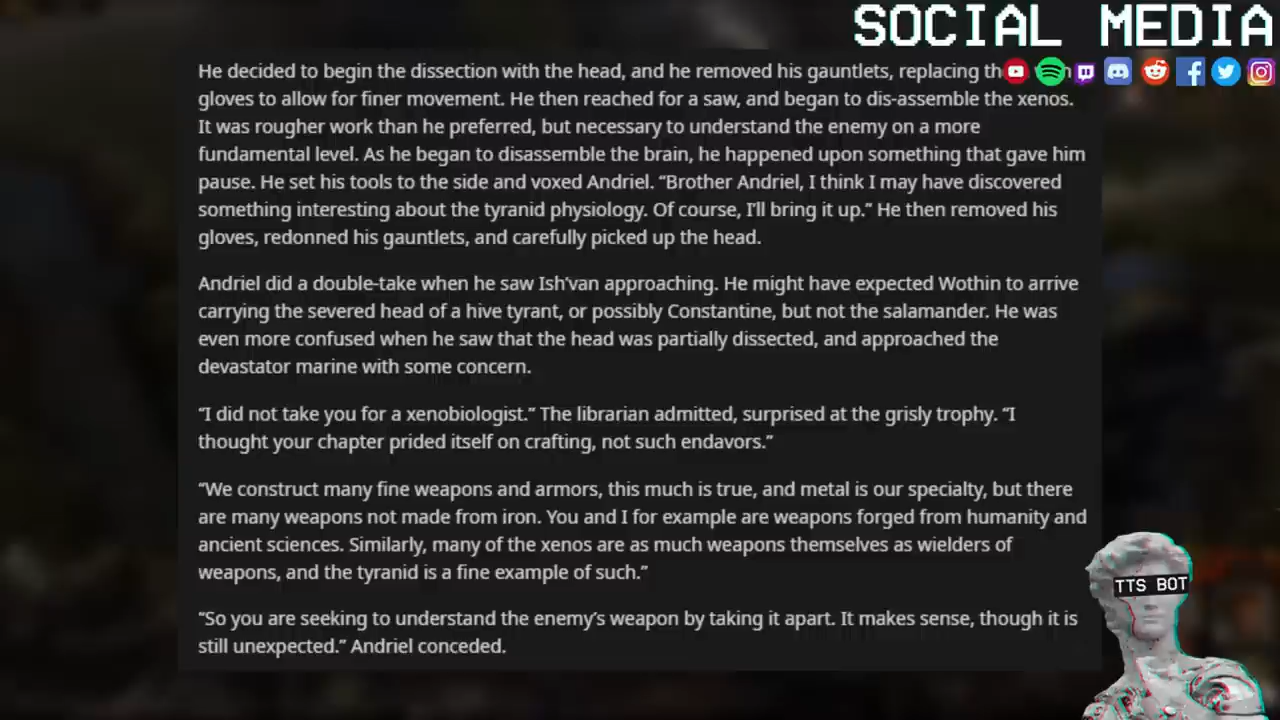 SOCIAL MEDIA
He decided to begin the dissection with the head, and he removed his gauntlets, replacing
gloves to allow for finer movement. He then reached for a saw, and began to dis-assemble the xenos.
It was rougher work than he preferred, but necessary to understand the enemy on a more
fundamental level. As he began to disassemble the brain, he happened upon something that gave him
pause. He set his tools to the side and voxed Andriel. “Brother Andriel, I think I may have discovered
something interesting about the tyranid physiology. Of course, I’ll bring it up.” He then removed his
gloves, redonned his gauntlets, and carefully picked up the head.
Andriel did a double-take when he saw Ish’van approaching. He might have expected Wothin to arrive
carrying the severed head of a hive tyrant, or possibly Constantine, but not the salamander. He was
even more confused when he saw that the head was partially dissected, and approached the
devastator marine with some concern.
“I did not take you for a xenobiologist.” The librarian admitted, surprised at the grisly trophy. “I
thought your chapter prided itself on crafting, not such endavors.”
“We construct many fine weapons and armors, this much is true, and metal is our specialty, but there
are many weapons not made from iron. You and I for example are weapons forged from humanity and
ancient sciences. Similarly, many of the xenos are as much weapons themselves as wielders of
weapons, and the tyranid is a fine example of such.”
“So you are seeking to understand the enemy’s weapon by taking it apart. It makes sense, though it is
still unexpected.” Andriel conceded.
TTS BOT